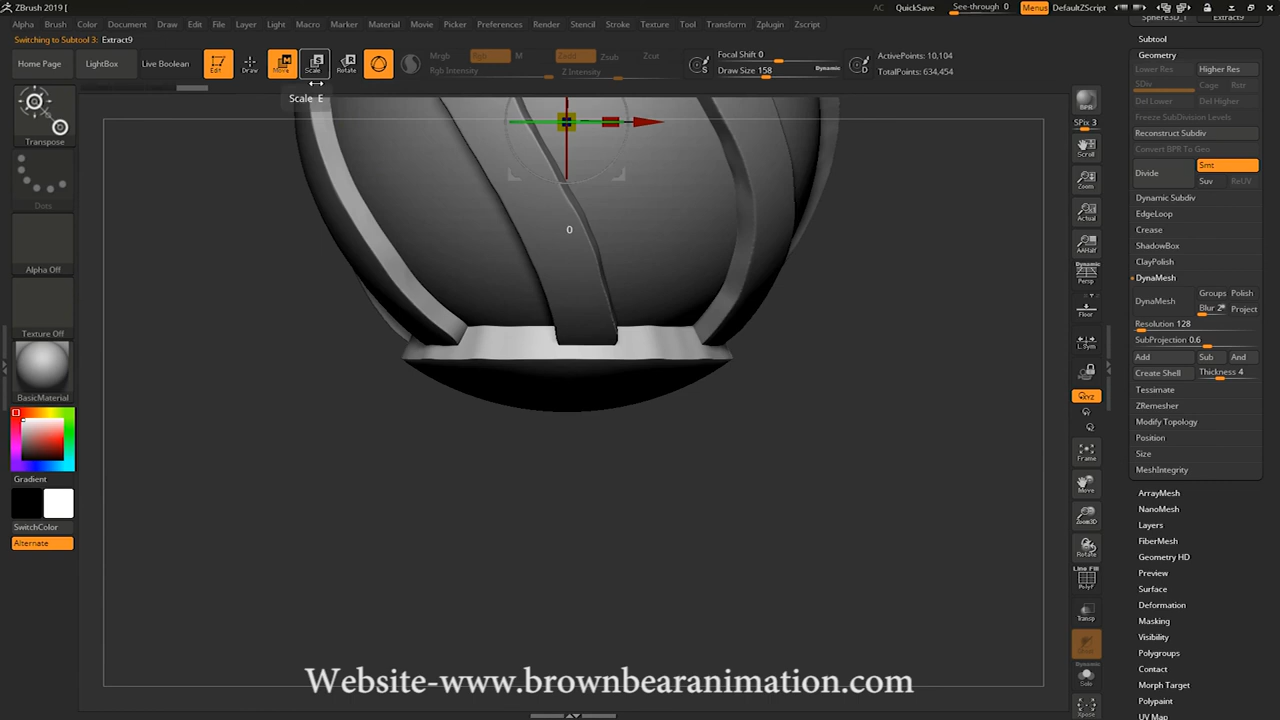 ZBrush 2019 [
AC QuickSave See-through 0 Menus DefaultZScript
Alpha Brush Color Document Draw Edit File Layer Light Macro Marker Material Movie Picker Preferences Render Stencil Stroke Texture Tool Transform Zplugin Zscript
Switching to Subtool 3: Extract9
Home Page LightBox Live Boolean Edit Draw Move Scale Rotate
Mrgb Rgb M Zadd Zsub Zcut
Rgb Intensity Z Intensity
Focal Shift 0
Draw Size 158 Dynamic
ActivePoints: 10,104
TotalPoints: 634,454
Scale E
Transpose
Dots
Alpha Off
Texture Off
BasicMaterial
Gradient
SwitchColor
Alternate
BPR
SPix 3
Scroll
Zoom
Actual
AAHalf
Dynamic
Persp
Floor
L.Sym
XYZ
Frame
Move
Zoom3D
Rotate
Line Fill
PolyF
Transp
Dynamic
Solo
Xpose
Sphere3D_1 Extract9
Subtool
Geometry
Lower Res Higher Res
SDiv Cage Rstr
Del Lower Del Higher
Freeze SubDivision Levels
Reconstruct Subdiv
Convert BPR To Geo
Divide Smt
Suv ReUV
Dynamic Subdiv
EdgeLoop
Crease
ShadowBox
ClayPolish
DynaMesh
DynaMesh Groups Polish
Blur 2 Project
Resolution 128
SubProjection 0.6
Add Sub And
Create Shell Thickness 4
Tessimate
ZRemesher
Modify Topology
Position
Size
MeshIntegrity
ArrayMesh
NanoMesh
Layers
FiberMesh
Geometry HD
Preview
Surface
Deformation
Masking
Visibility
Polygroups
Contact
Morph Target
Polypaint
UV Map
Website-www.brownbearanimation.com